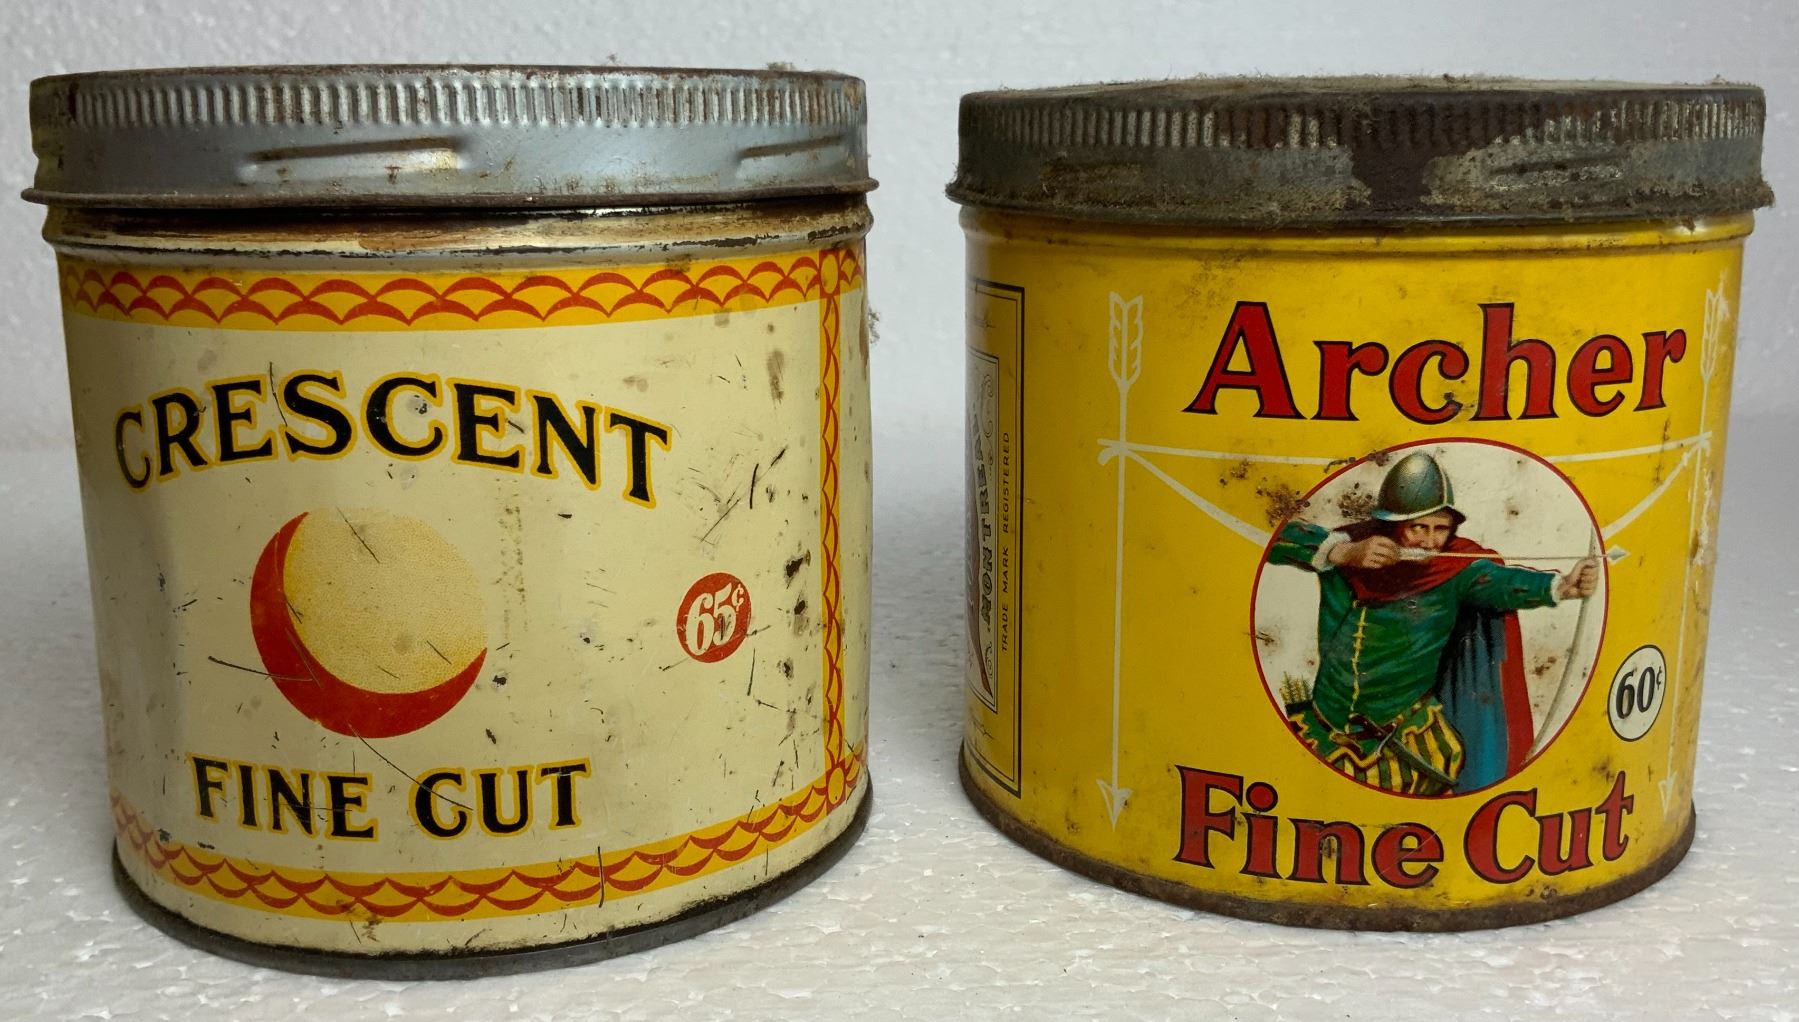 CRESCENT
65¢
FINE CUT
Archer
60¢
Fine Cut
MONTREAL
TRADE MARK REGISTERED